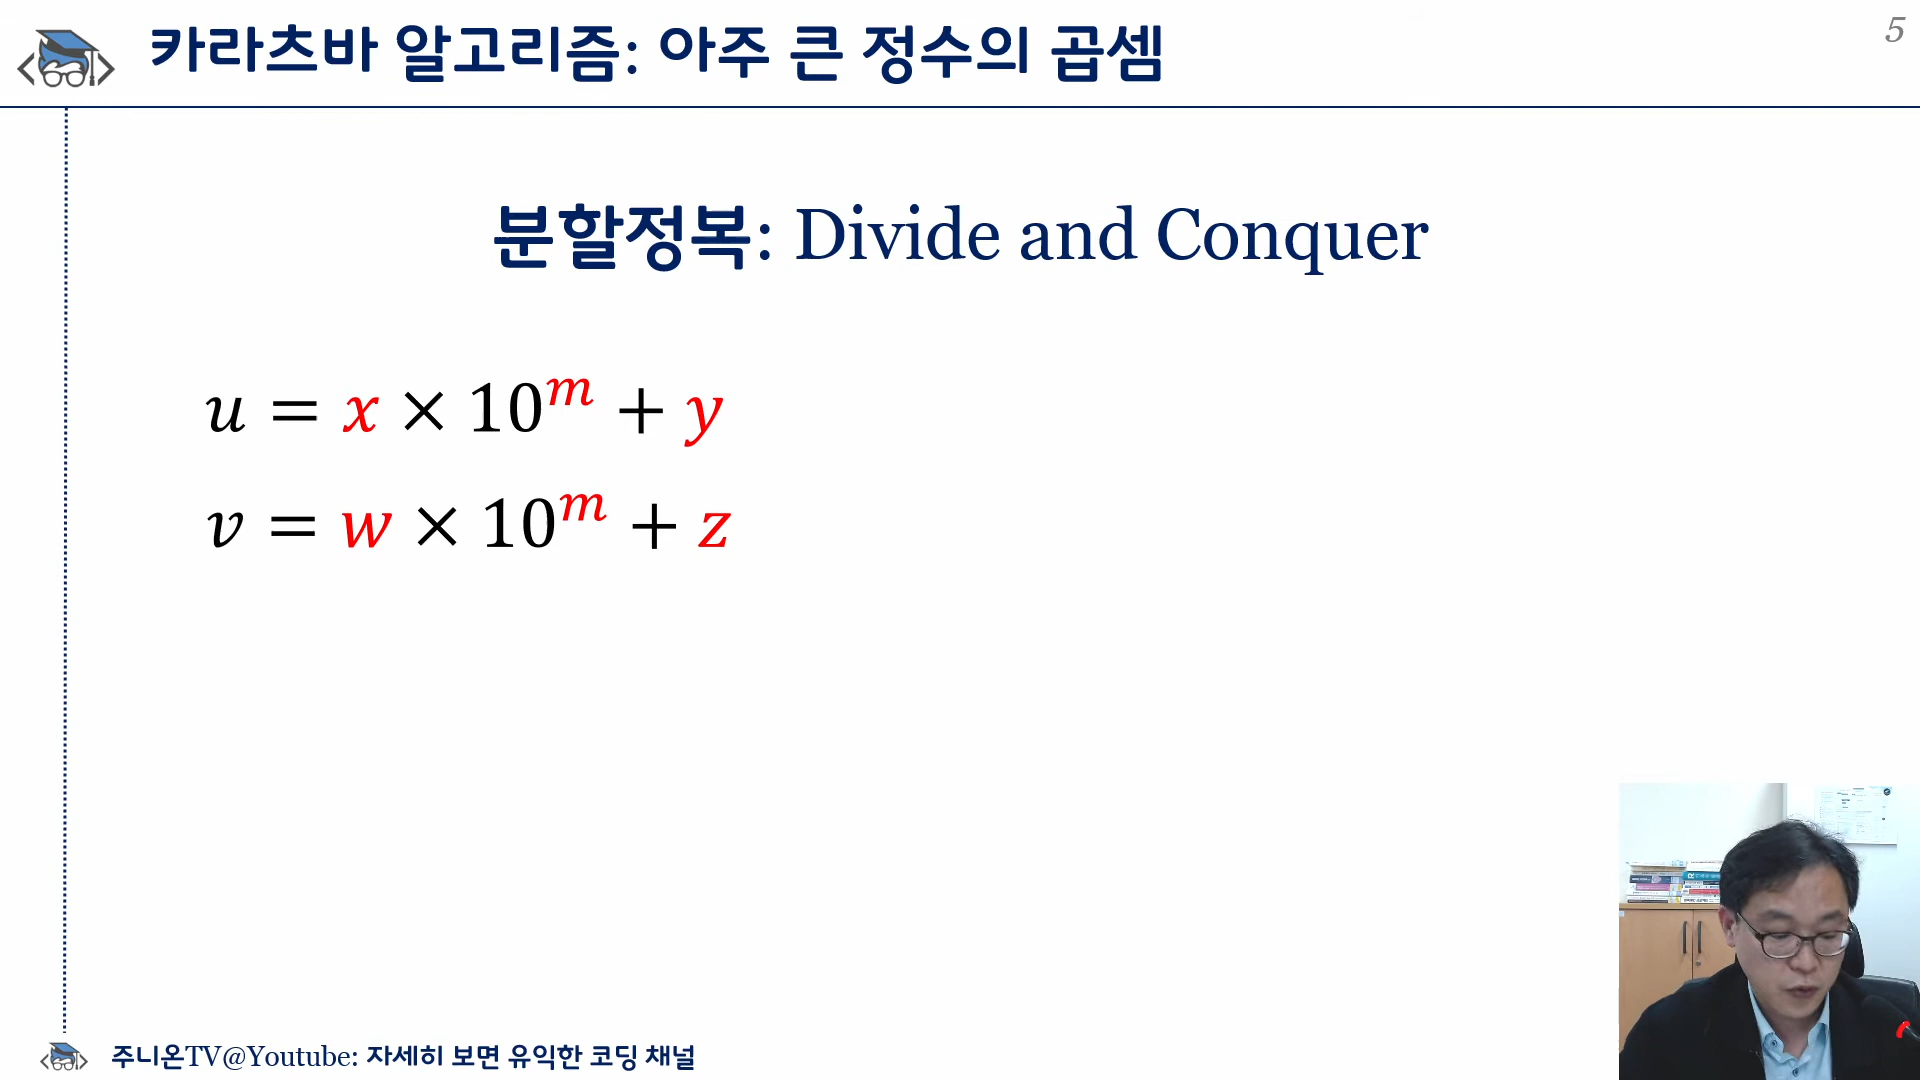 카라츠바 알고리즘: 아주 큰 정수의 곱셈
5
분할정복: Divide and Conquer
u = x × 10^m + y
v = w × 10^m + z
주니온TV@Youtube: 자세히 보면 유익한 코딩 채널